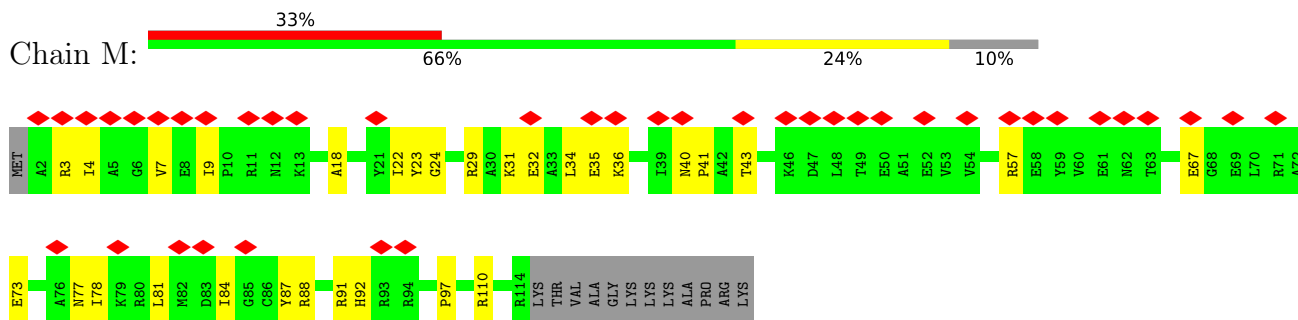 33%
Chain M:
66% 24% 10%
MET A2 R3 I4 A5 G6 V7 E8 I9 P10 R11 N12 K13 A18 Y21 I22 Y23 G24 R29 A30 K31 E32 A33 L34 E35 K36 I39 N40 P41 A42 T43 K46 D47 L48 T49 E50 A51 E52 V53 V54 R57 E58 Y59 V60 E61 N62 T63 E67 G68 E69 L70 R71 A72
E73 A76 N77 I78 K79 R80 L81 M82 D83 I84 G85 C86 Y87 R88 R91 H92 R93 R94 P97 R110 R114 LYS THR VAL ALA GLY LYS LYS LYS ALA PRO ARG LYS